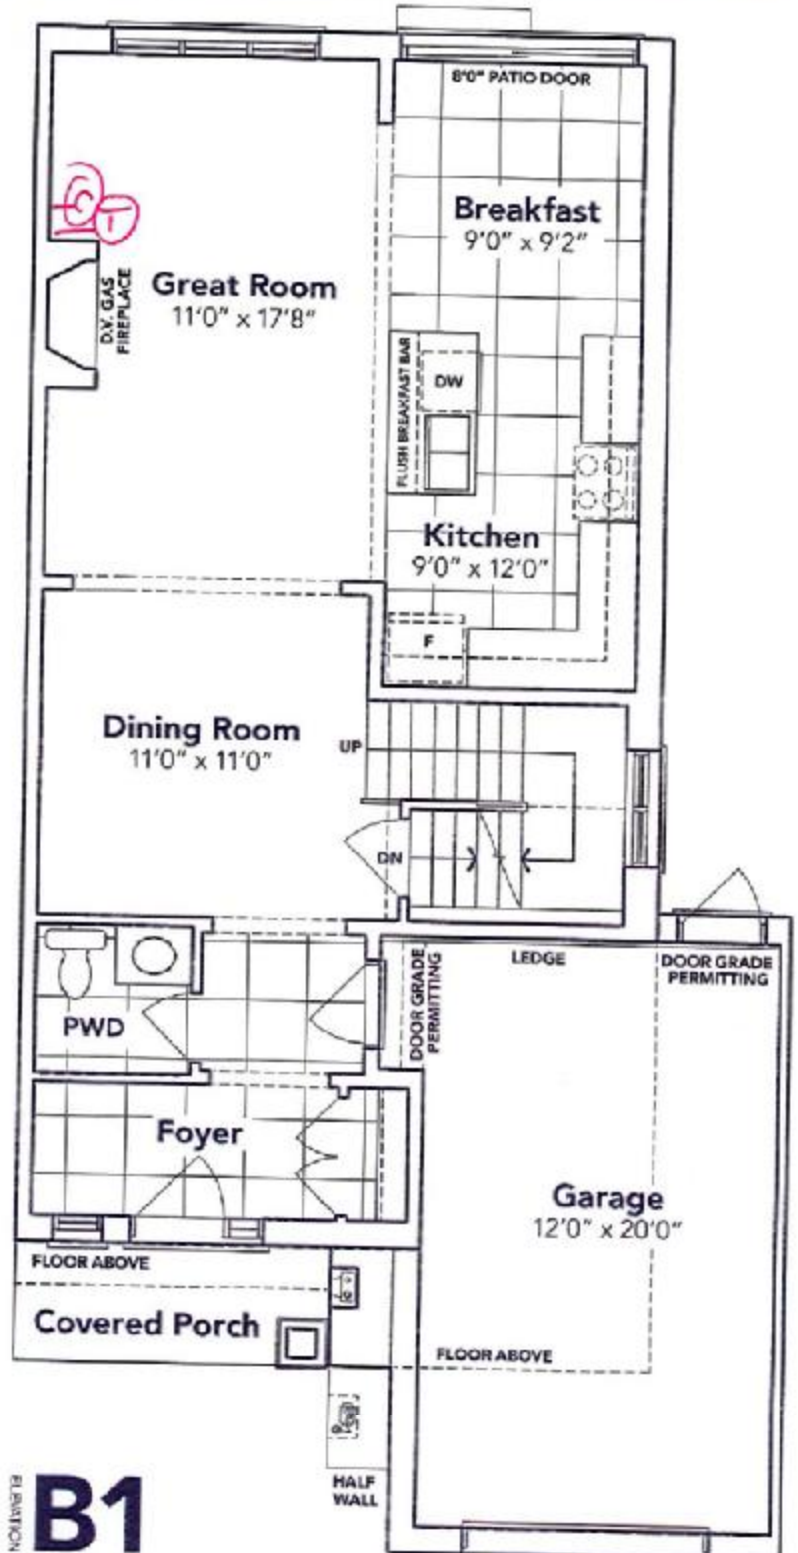 8'0" PATIO DOOR
Breakfast
9'0" x 9'2"
Great Room
11'0" x 17'8"
D.V. GAS
FIREPLACE
T
FLUSH BREAKFAST BAR
DW
Kitchen
9'0" x 12'0"
F
Dining Room
11'0" x 11'0"
UP
DN
LEDGE
DOOR GRADE
PERMITTING
DOOR GRADE
PERMITTING
PWD
Foyer
Garage
12'0" x 20'0"
FLOOR ABOVE
Covered Porch
FLOOR ABOVE
HALF
WALL
ELEVATION
B1